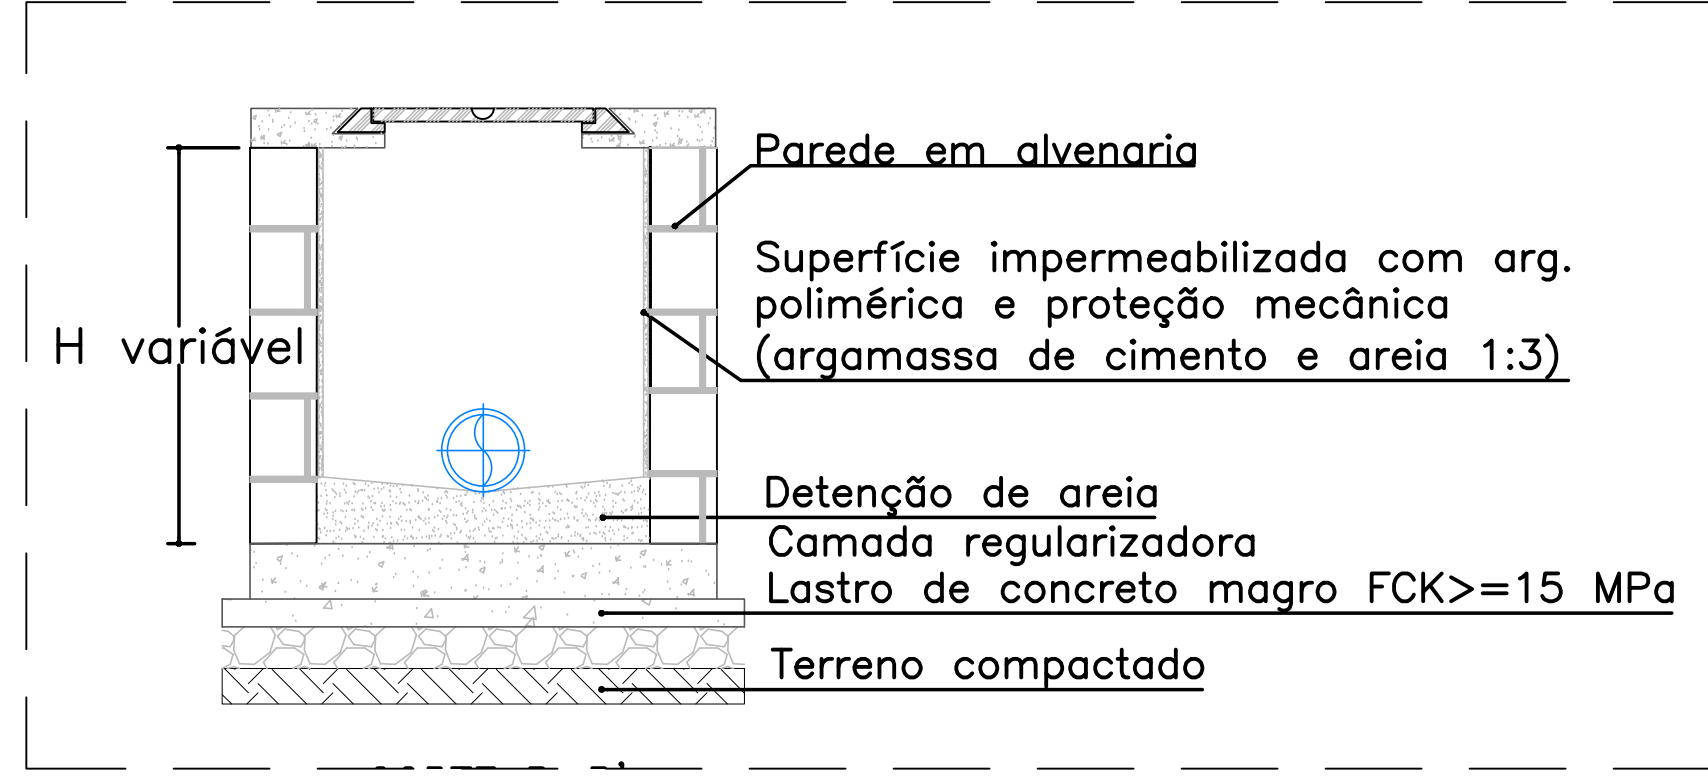 Parede em alvenaria
Superfície impermeabilizada com arg.
polimérica e proteção mecânica
(argamassa de cimento e areia 1:3)
H variável
Detenção de areia
Camada regularizadora
Lastro de concreto magro FCK>=15 MPa
Terreno compactado